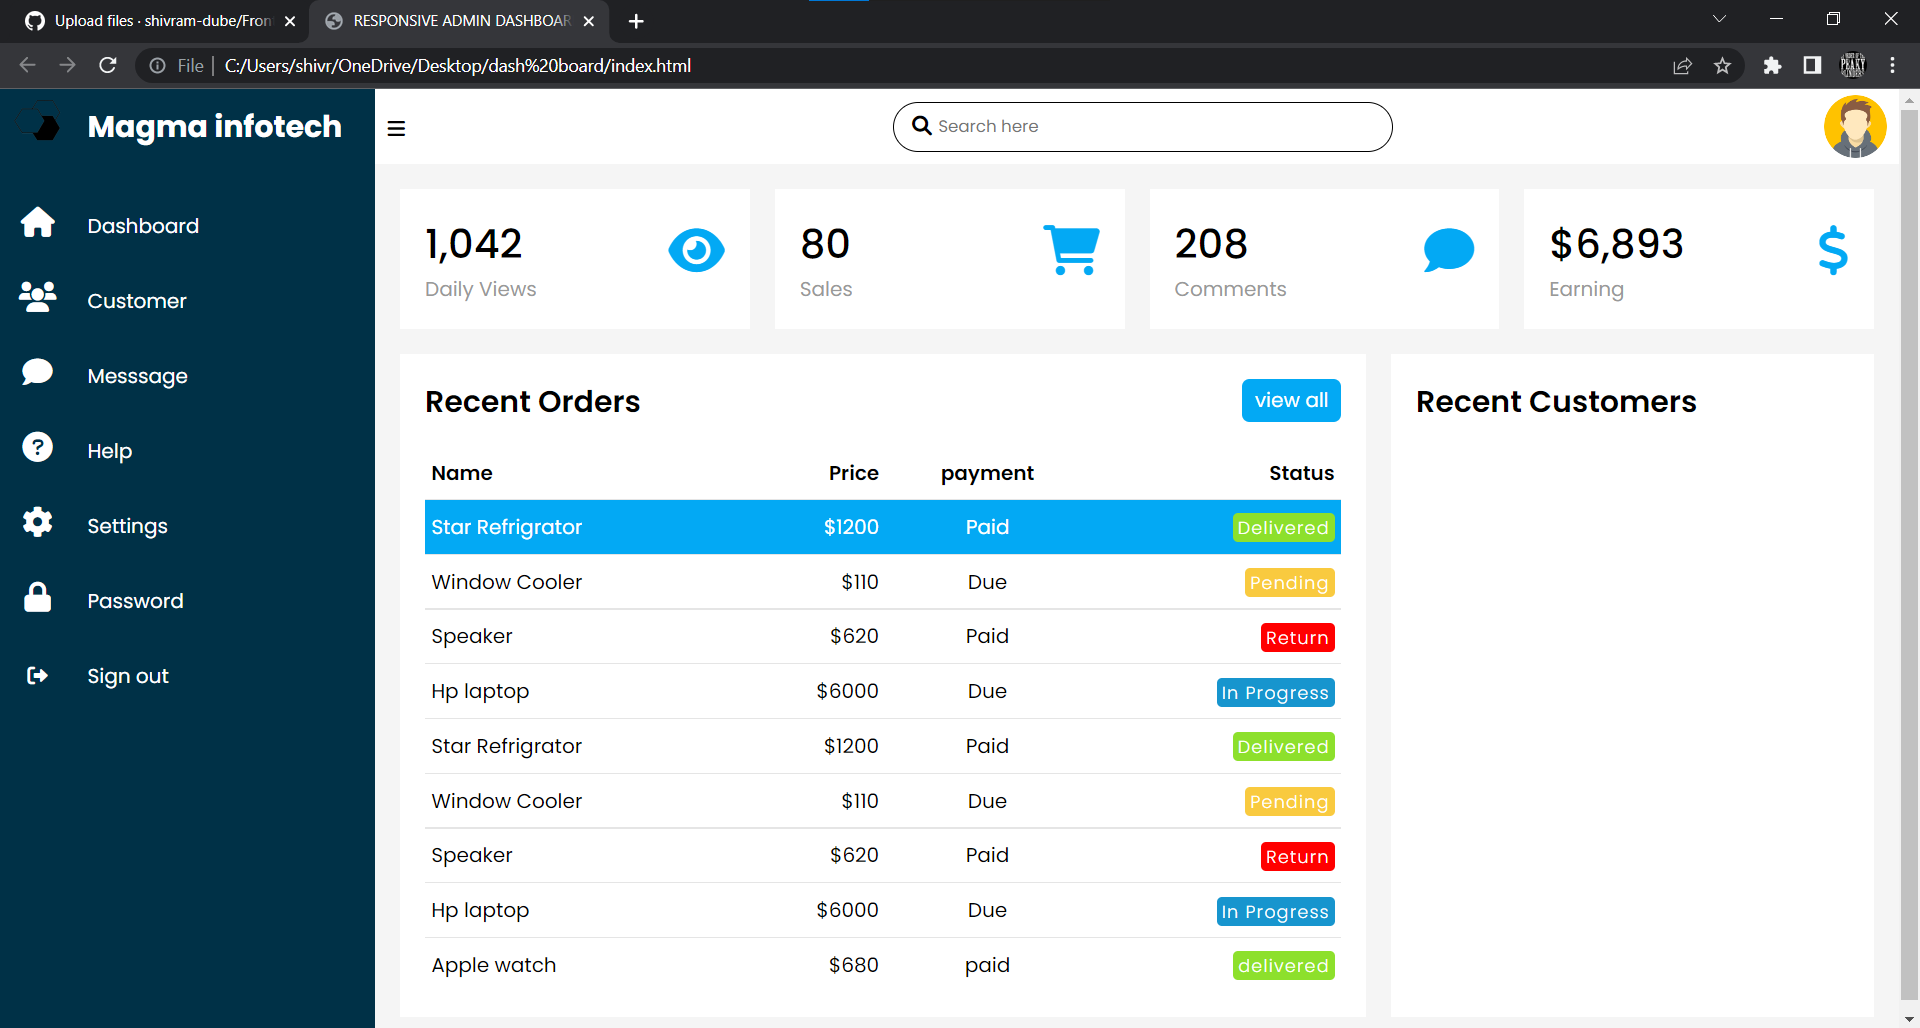 Upload files · shivram-dube/Fron
RESPONSIVE ADMIN DASHBOAR
File
C:/Users/shivr/OneDrive/Desktop/dash%20board/index.html
PEAKY
Magma infotech
Search here
Dashboard
Customer
Messsage
Help
Settings
Password
Sign out
1,042
Daily Views
80
Sales
208
Comments
$6,893
Earning
Recent Orders
view all
Name Price payment Status
Star Refrigrator $1200 Paid Delivered
Window Cooler $110 Due Pending
Speaker $620 Paid Return
Hp laptop $6000 Due In Progress
Star Refrigrator $1200 Paid Delivered
Window Cooler $110 Due Pending
Speaker $620 Paid Return
Hp laptop $6000 Due In Progress
Apple watch $680 paid delivered
Recent Customers